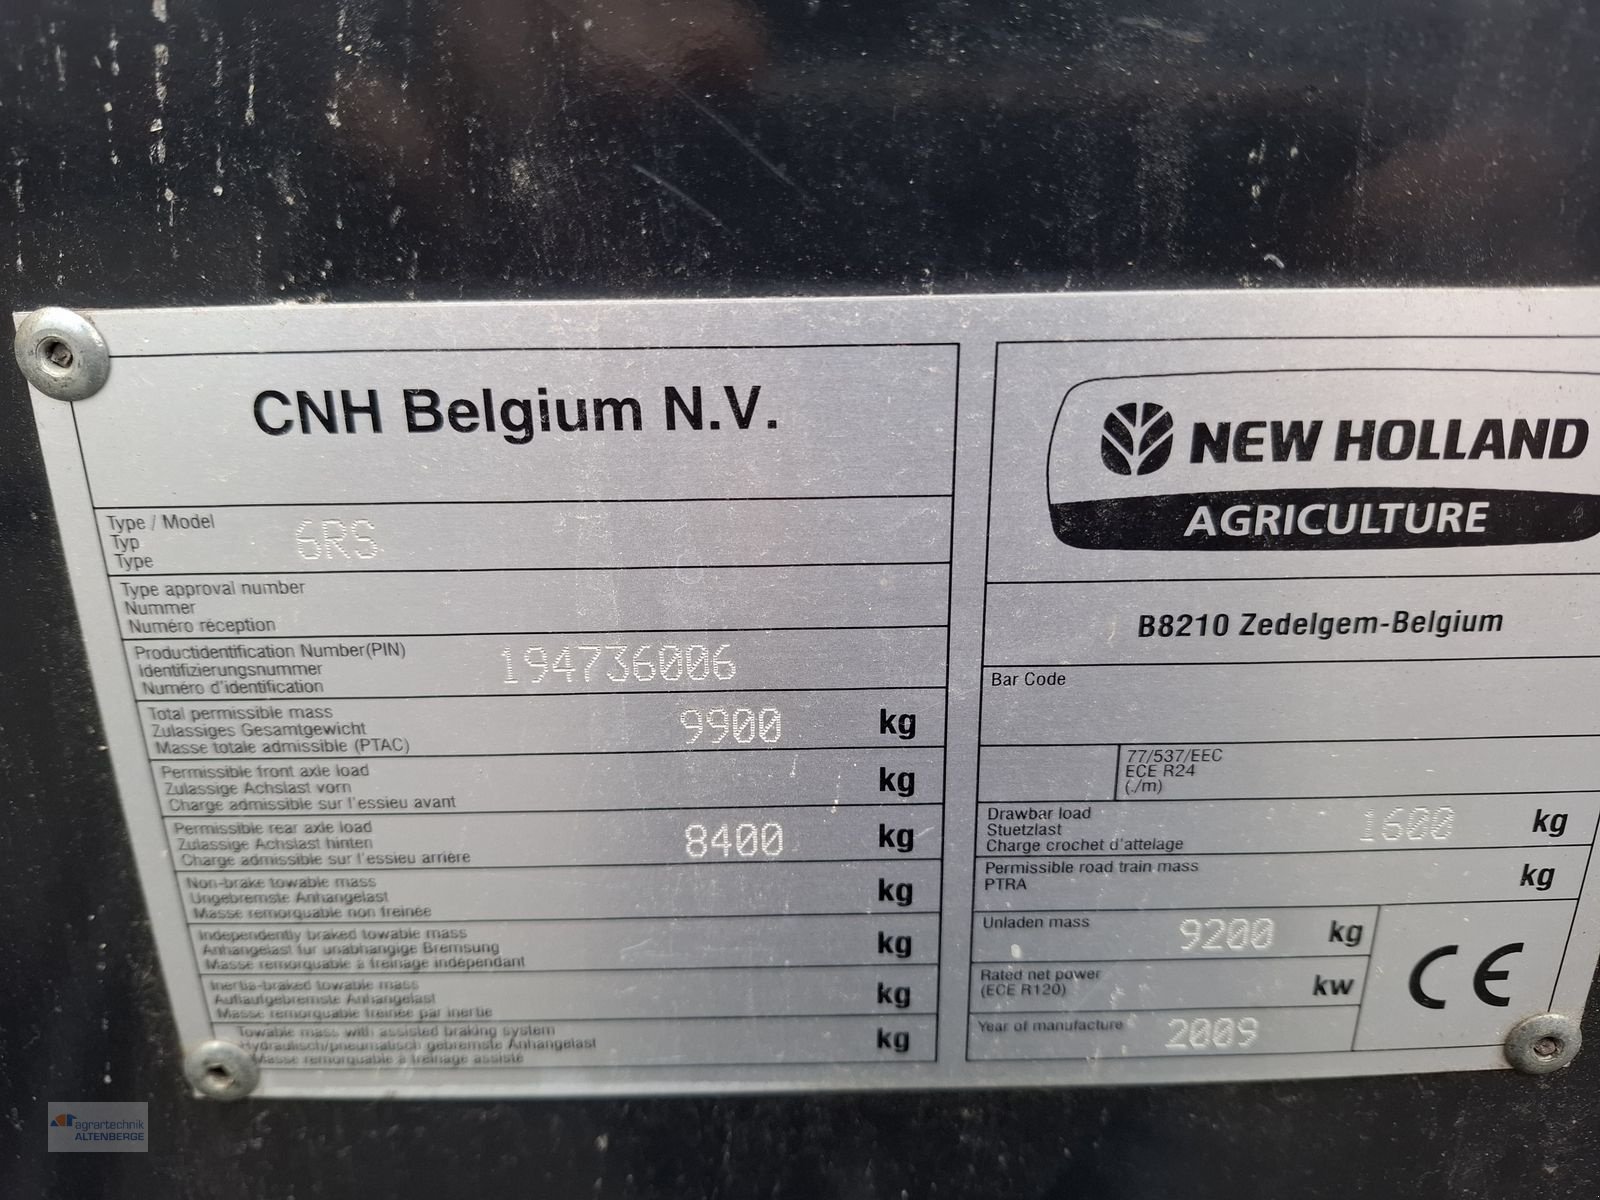 CNH Belgium N.V.
Type / Model
Typ
Type
6RS
Type approval number
Nummer
Numéro réception
Productidentification Number(PIN)
Identifizierungsnummer
Numéro d'identification
194736006
Total permissible mass
Zulassiges Gesamtgewicht
Masse totale admissible (PTAC)
9900 kg
Permissible front axle load
Zulassige Achslast vorn
Charge admissible sur l'essieu avant
kg
Permissible rear axle load
Zulassige Achslast hinten
Charge admissible sur l'essieu arrière
8400 kg
Non-brake towable mass
Ungebremste Anhangelast
Masse remorquable non freinée
kg
Independently braked towable mass
Anhangelast fur unabhangige Bremsung
Masse remorquable à freinage indépendant
kg
Inertia-braked towable mass
Auflaufgebremste Anhangelast
Masse remorquable freinée par inertie
kg
Towable mass with assisted braking system
Hydraulisch/pneumatisch gebremste Anhangelast
Masse remorquable à freinage assisté
kg
NEW HOLLAND
AGRICULTURE
B8210 Zedelgem-Belgium
Bar Code
77/537/EEC
ECE R24
(./m)
Drawbar load
Stuetzlast
Charge crochet d'attelage
1600 kg
Permissible road train mass
PTRA
kg
Unladen mass
9200 kg
Rated net power
(ECE R120)
kw
Year of manufacture
2009
CE
agrartechnik
ALTENBERGE